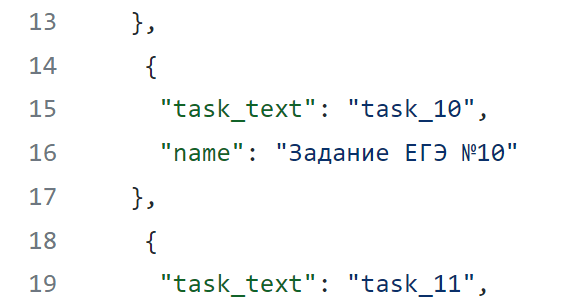 13 },
14 {
15 "task_text": "task_10",
16 "name": "Задание ЕГЭ №10"
17 },
18 {
19 "task_text": "task_11",